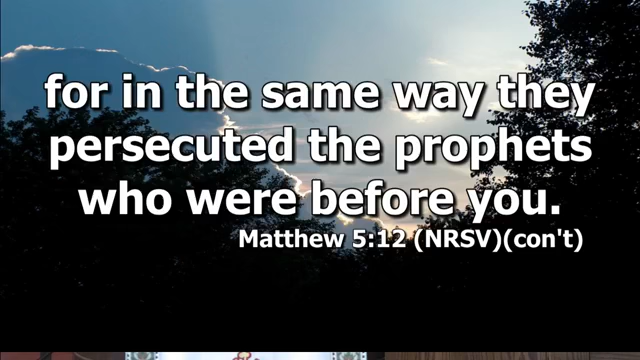 for in the same way they
persecuted the prophets
who were before you.
Matthew 5:12 (NRSV)(con't)